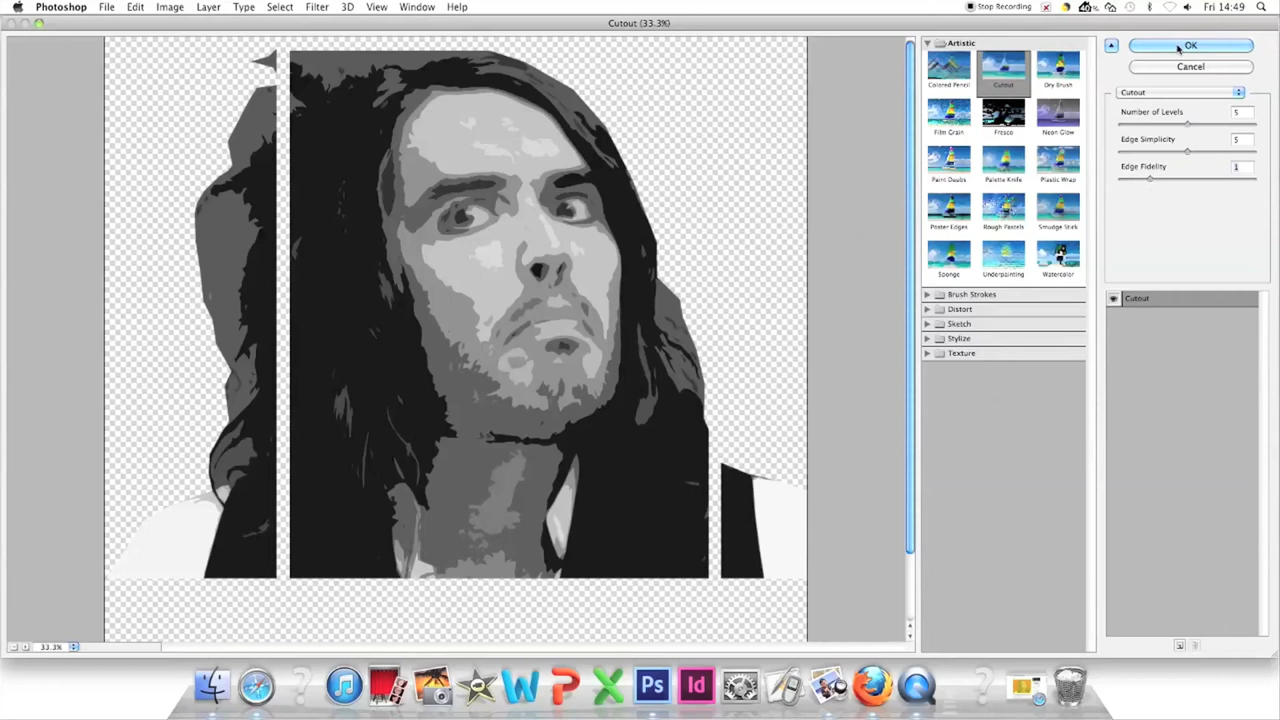 Photoshop File Edit Image Layer Type Select Filter 3D View Window Help Stop Recording Fri 14:49
Cutout (33.3%)
Artistic
OK
Cancel
Colored Pencil Cutout Dry Brush
Cutout
Number of Levels 5
Film Grain Fresco Neon Glow
Edge Simplicity 5
Edge Fidelity 1
Paint Daubs Palette Knife Plastic Wrap
Poster Edges Rough Pastels Smudge Stick
Sponge Underpainting Watercolor
Brush Strokes
Cutout
Distort
Sketch
Stylize
Texture
33.3%
W P X Ps Id